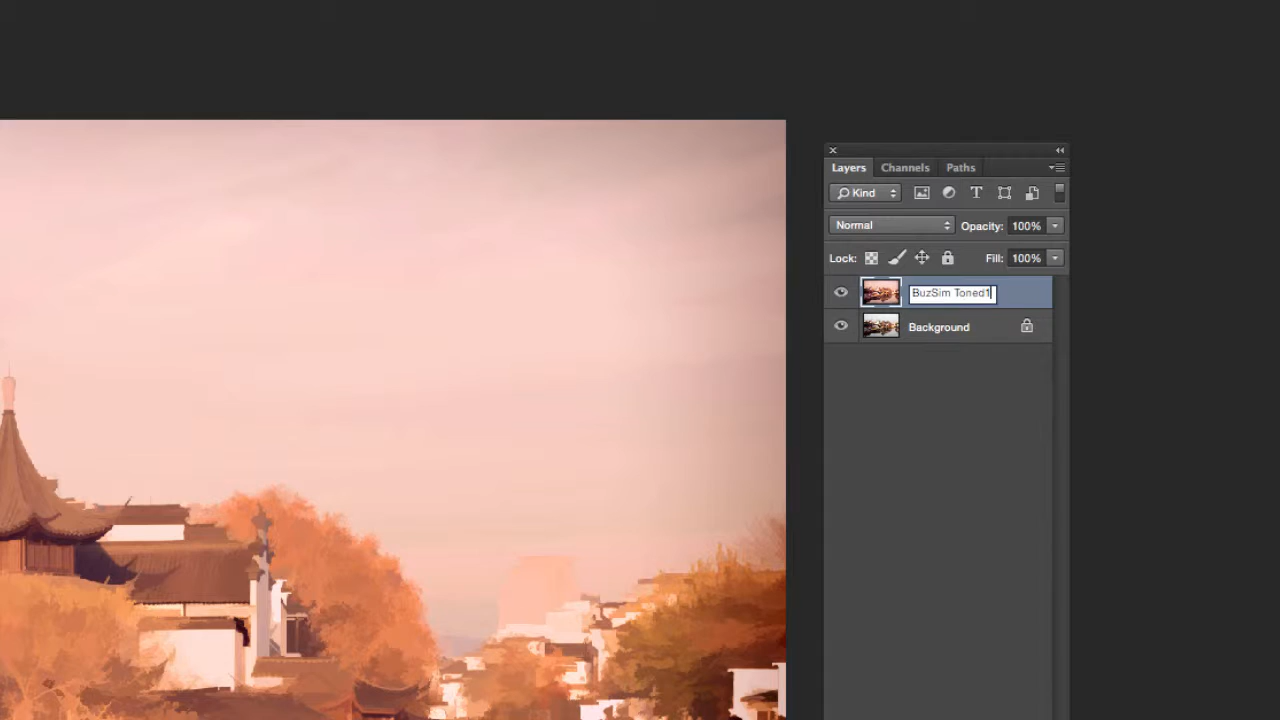 Layers Channels Paths
Kind T
Normal Opacity: 100%
Lock: Fill: 100%
BuzSim Toned1
Background